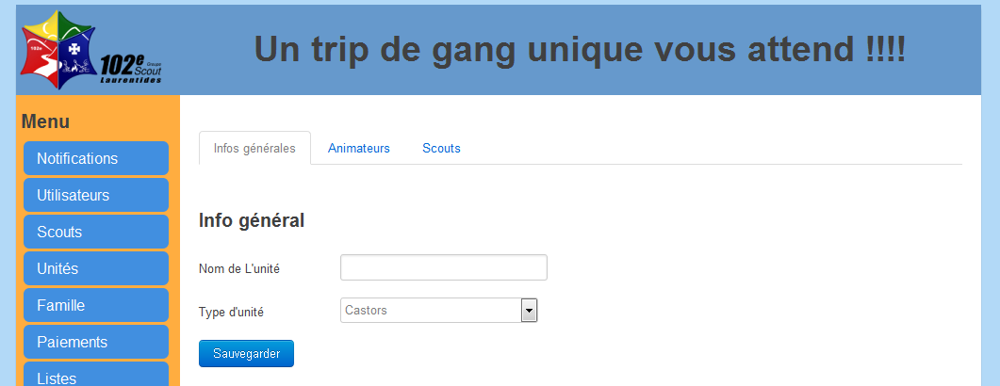 102e
102e Groupe
Scout
Laurentides
Un trip de gang unique vous attend !!!!
Menu
Notifications
Utilisateurs
Scouts
Unités
Famille
Paiements
Listes
Infos générales Animateurs Scouts
Info général
Nom de L'unité
Type d'unité Castors
Sauvegarder